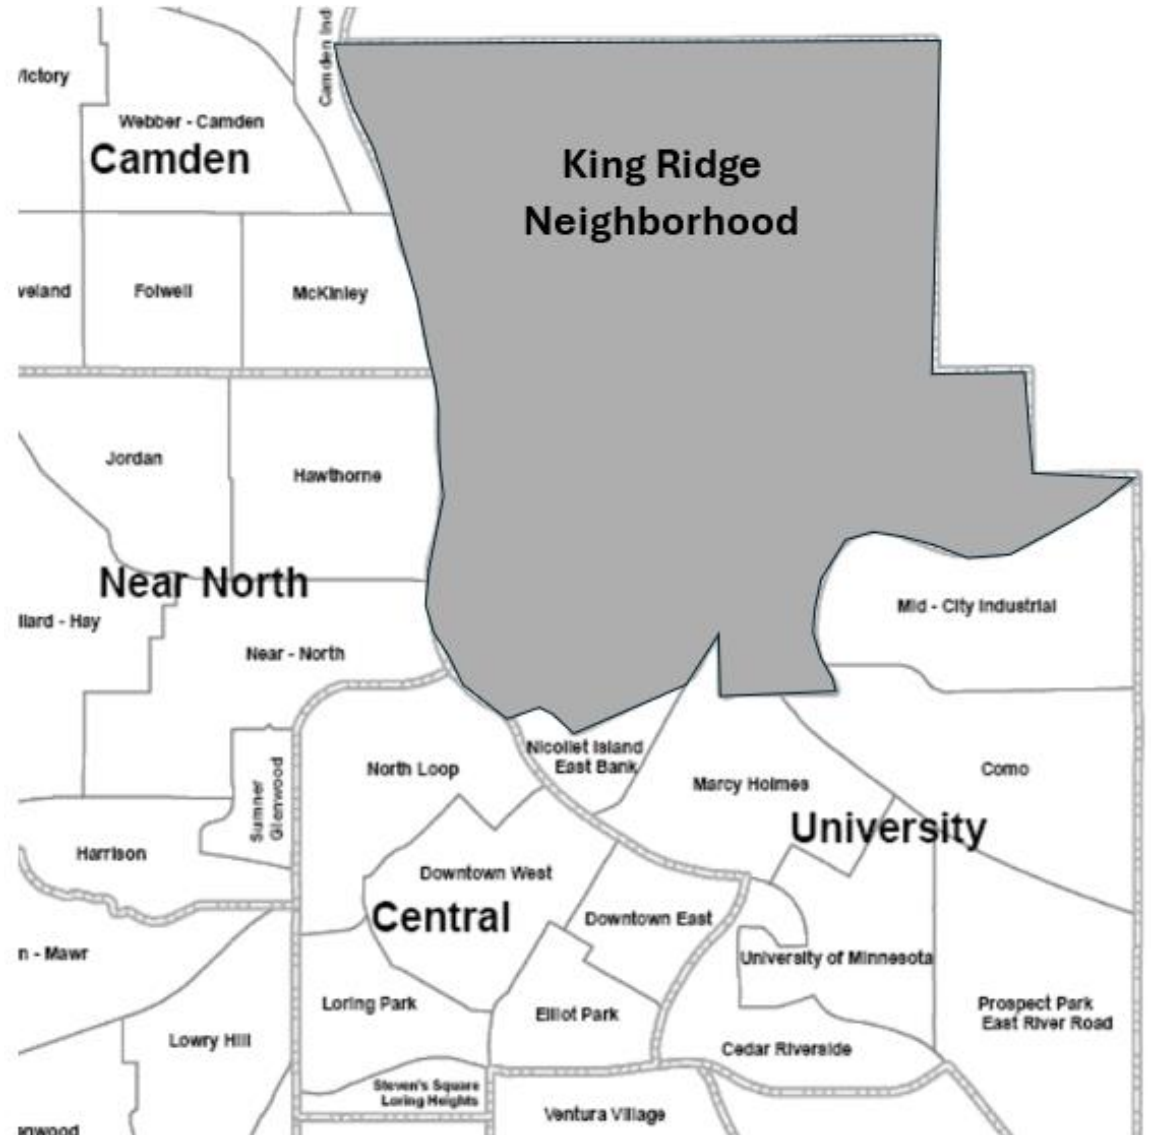 Camden Ind
Victory
Webber - Camden
Camden
King Ridge
Neighborhood
veland
Folwell
McKinley
Jordan
Hawthorne
Near North
Mid - City Industrial
llard - Hay
Near - North
Nicollet Island
East Bank
North Loop
Sumner
Glenwood
Marcy Holmes
Como
University
Harrison
Downtown West
Central
Downtown East
n - Mawr
University of Minnesota
Loring Park
Elliot Park
Prospect Park
East River Road
Lowry Hill
Cedar Riverside
Steven's Square
Loring Heights
Ventura Village
nwood